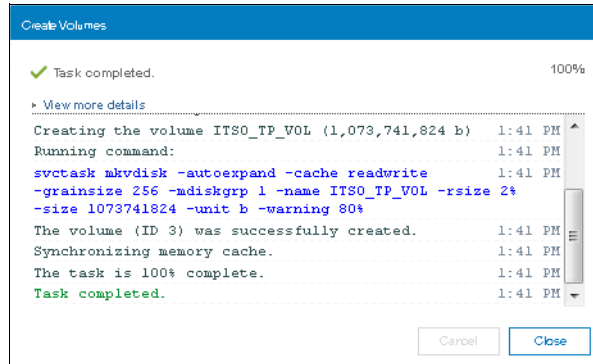 Create Volumes
Task completed. 100%
View more details
Creating the volume ITSO_TP_VOL (1,073,741,824 b) 1:41 PM
Running command: 1:41 PM
svctask mkvdisk -autoexpand -cache readwrite 1:41 PM
-grainsize 256 -mdiskgrp 1 -name ITSO_TP_VOL -rsize 2%
-size 1073741824 -unit b -warning 80%
The volume (ID 3) was successfully created. 1:41 PM
Synchronizing memory cache. 1:41 PM
The task is 100% complete. 1:41 PM
Task completed. 1:41 PM
Cancel Close